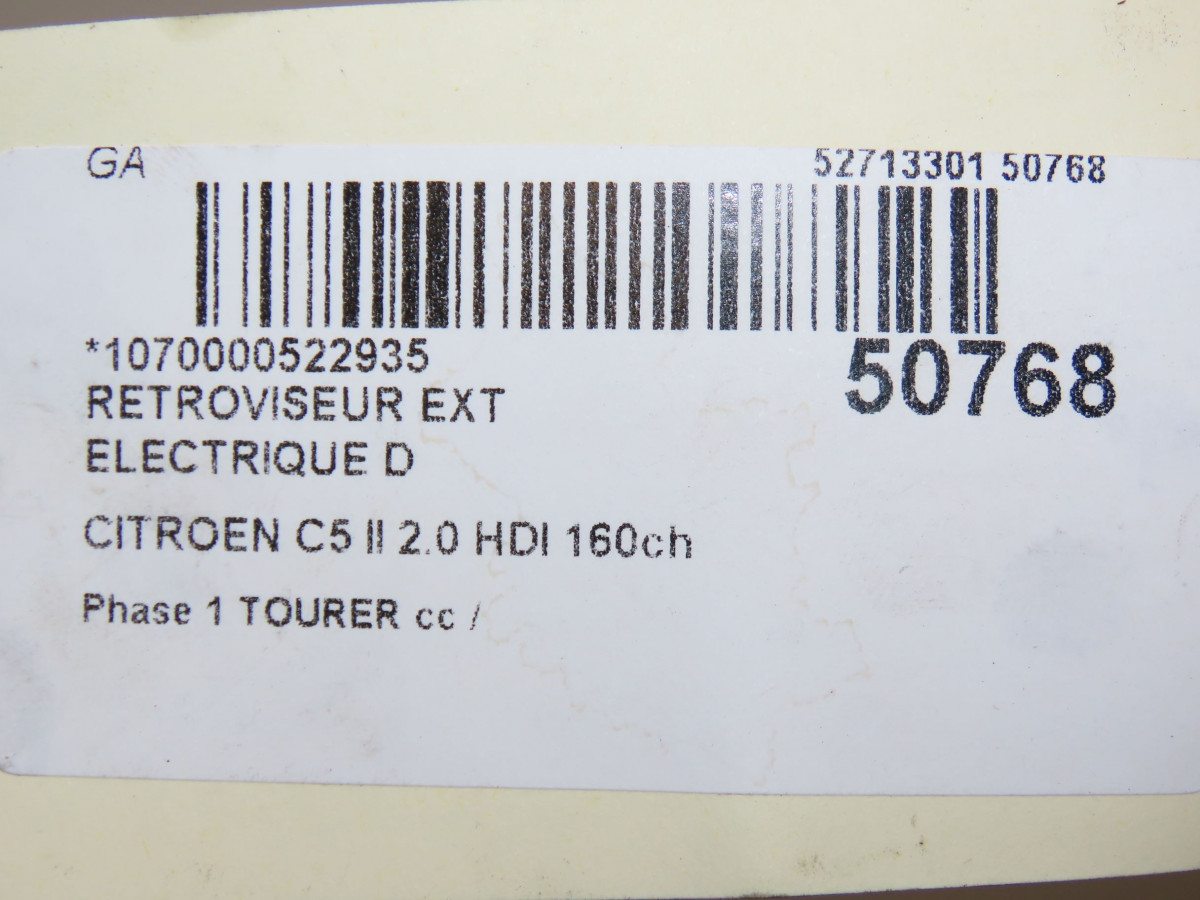 GA 52713301 50768
*1070000522935 50768
RETROVISEUR EXT
ELECTRIQUE D
CITROEN C5 II 2.0 HDI 160ch
Phase 1 TOURER cc /